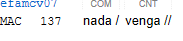 efamcv07 COM CNT
MAC 137 nada / venga //